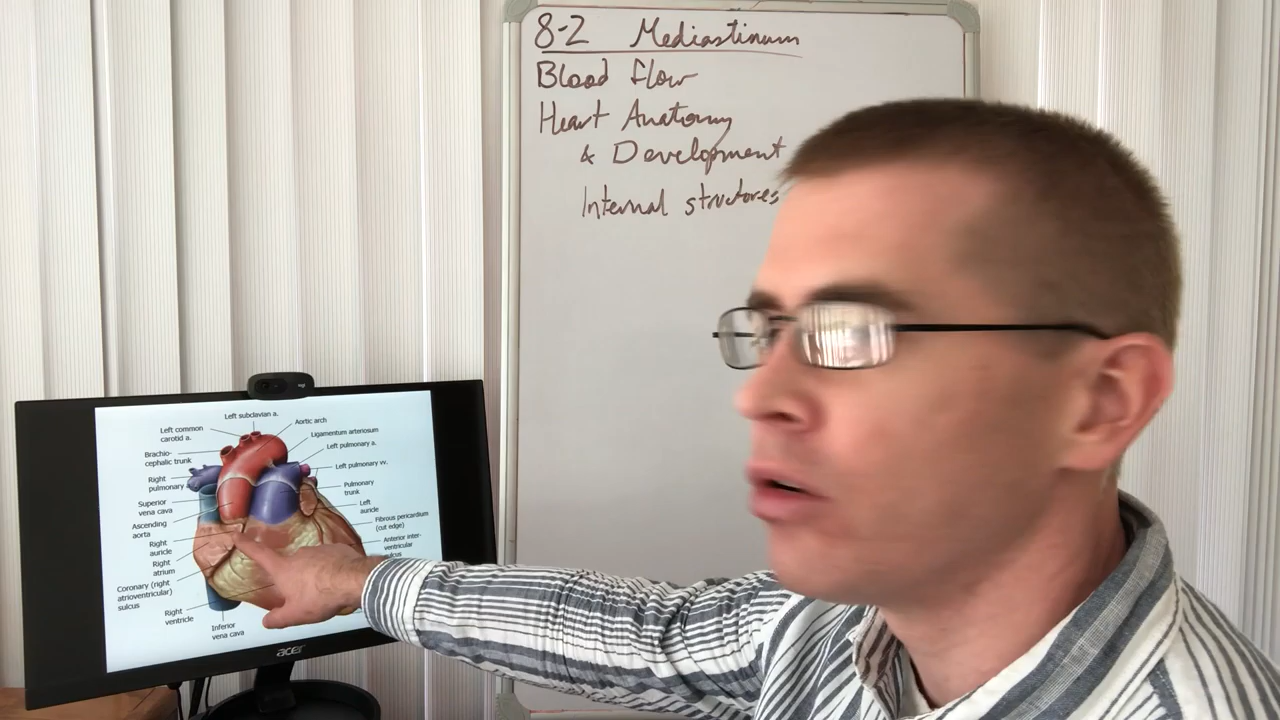 8-2 Mediastinum
Blood flow
Heart Anatomy
& Development
Internal structures
Left subclavian a.
Left common
carotid a.
Aortic arch
Ligamentum arteriosum
Brachio-
cephalic trunk
Left pulmonary a.
Right
pulmonary
Left pulmonary vv.
Superior
vena cava
Pulmonary
trunk
Ascending
aorta
Left
auricle
Right
auricle
Fibrous pericardium
(cut edge)
Right
atrium
Anterior inter-
ventricular
sulcus
Coronary (right
atrioventricular)
sulcus
Right
ventricle
Inferior
vena cava
acer